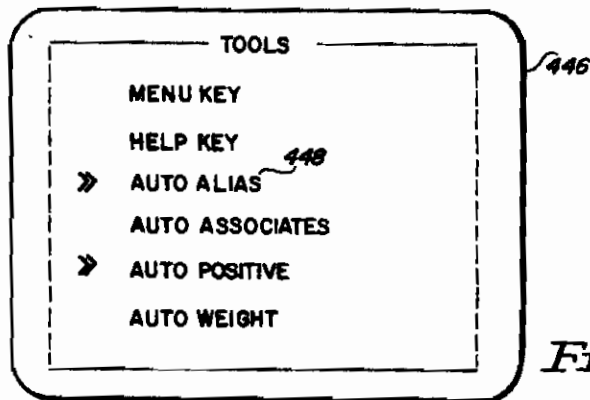 TOOLS
446
MENU KEY
HELP KEY
448
» AUTO ALIAS
AUTO ASSOCIATES
» AUTO POSITIVE
AUTO WEIGHT